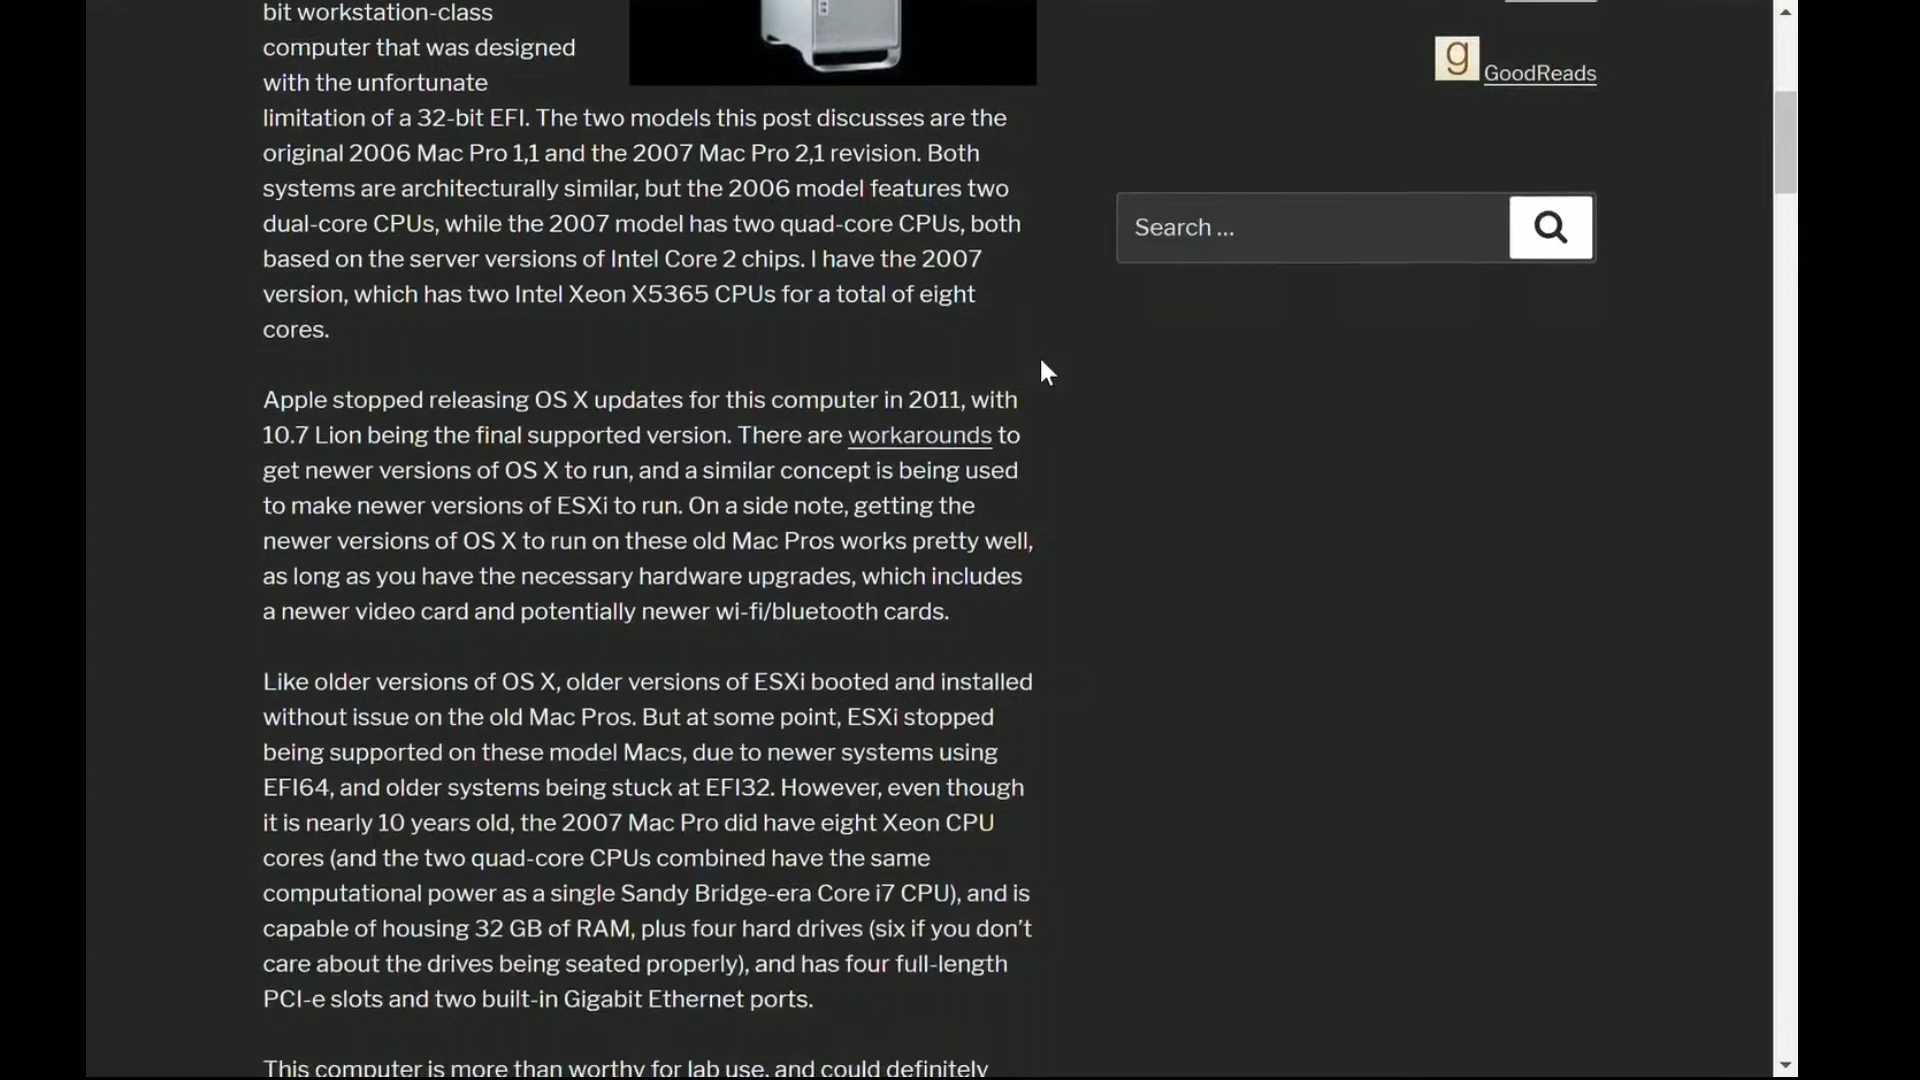 bit workstation-class
computer that was designed
with the unfortunate
limitation of a 32-bit EFI. The two models this post discusses are the
original 2006 Mac Pro 1,1 and the 2007 Mac Pro 2,1 revision. Both
systems are architecturally similar, but the 2006 model features two
dual-core CPUs, while the 2007 model has two quad-core CPUs, both
based on the server versions of Intel Core 2 chips. I have the 2007
version, which has two Intel Xeon X5365 CPUs for a total of eight
cores.
Apple stopped releasing OS X updates for this computer in 2011, with
10.7 Lion being the final supported version. There are workarounds to
get newer versions of OS X to run, and a similar concept is being used
to make newer versions of ESXi to run. On a side note, getting the
newer versions of OS X to run on these old Mac Pros works pretty well,
as long as you have the necessary hardware upgrades, which includes
a newer video card and potentially newer wi-fi/bluetooth cards.
Like older versions of OS X, older versions of ESXi booted and installed
without issue on the old Mac Pros. But at some point, ESXi stopped
being supported on these model Macs, due to newer systems using
EFI64, and older systems being stuck at EFI32. However, even though
it is nearly 10 years old, the 2007 Mac Pro did have eight Xeon CPU
cores (and the two quad-core CPUs combined have the same
computational power as a single Sandy Bridge-era Core i7 CPU), and is
capable of housing 32 GB of RAM, plus four hard drives (six if you don't
care about the drives being seated properly), and has four full-length
PCI-e slots and two built-in Gigabit Ethernet ports.
This computer is more than worthy for lab use, and could definitely
g GoodReads
Search ...